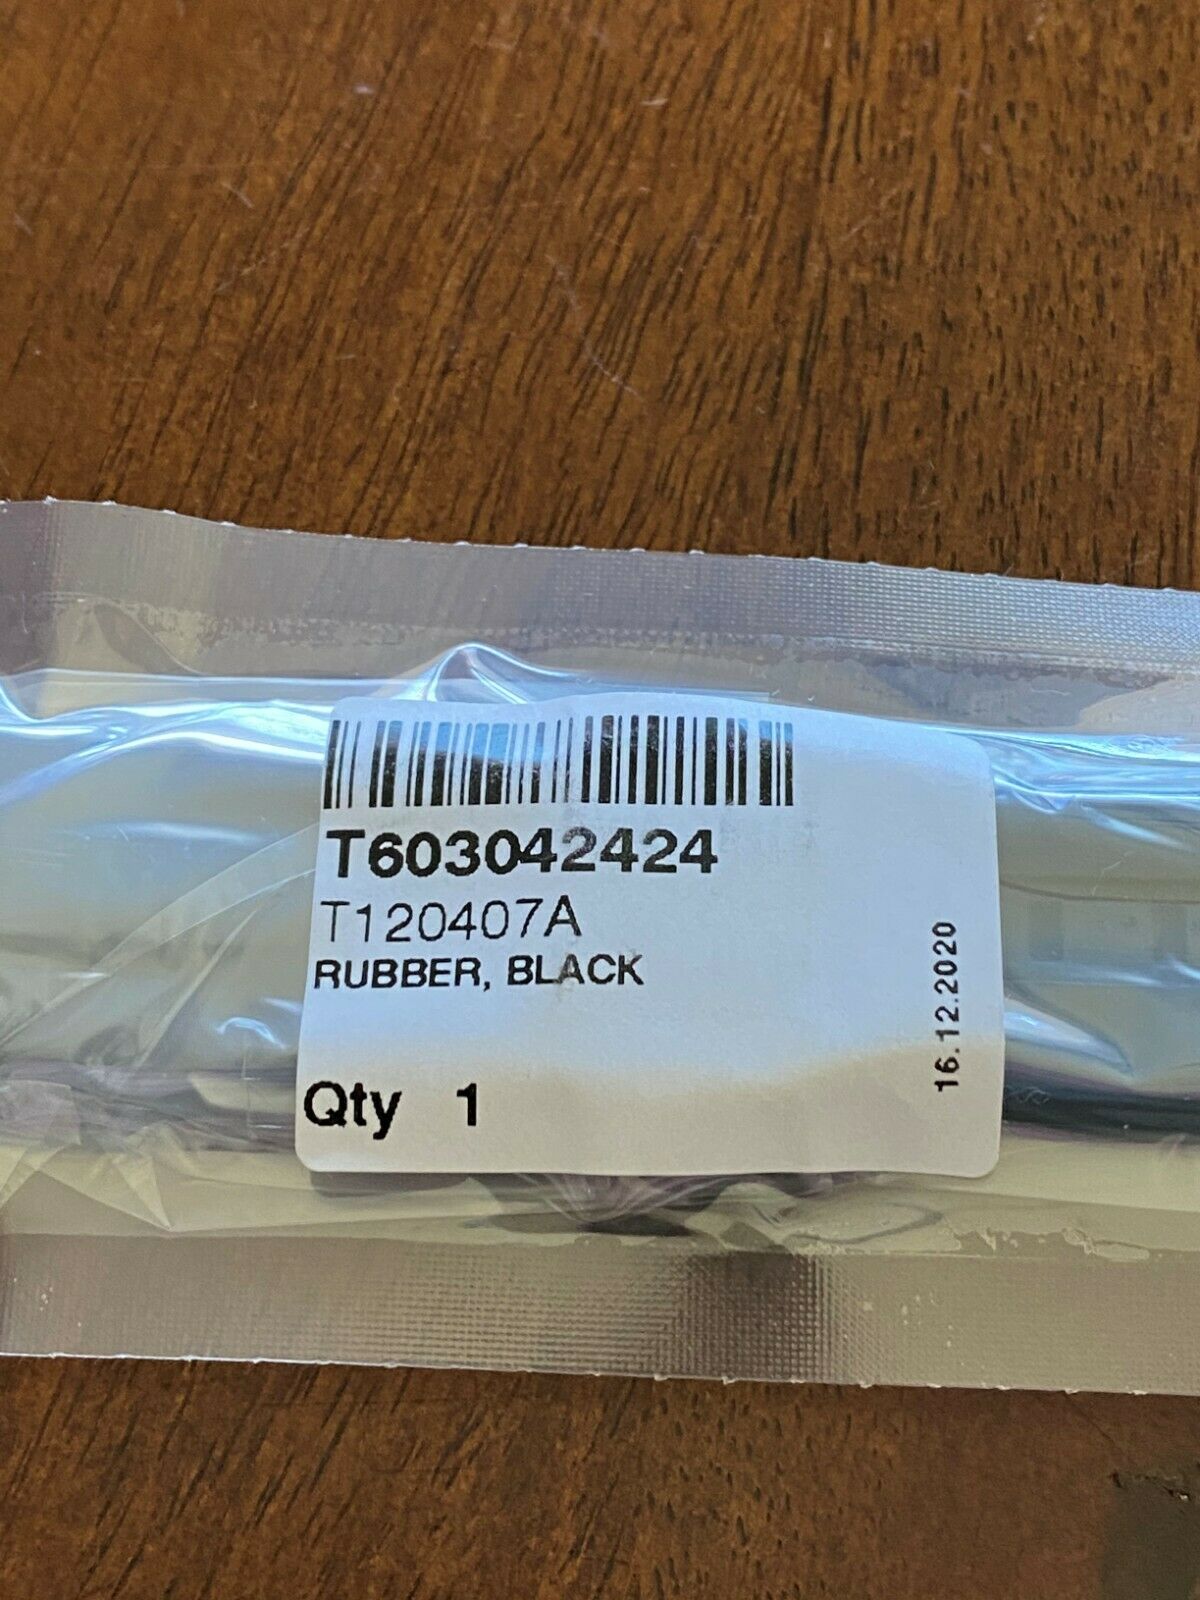 T603042424
T120407A
RUBBER, BLACK
Qty 1
16.12.2020